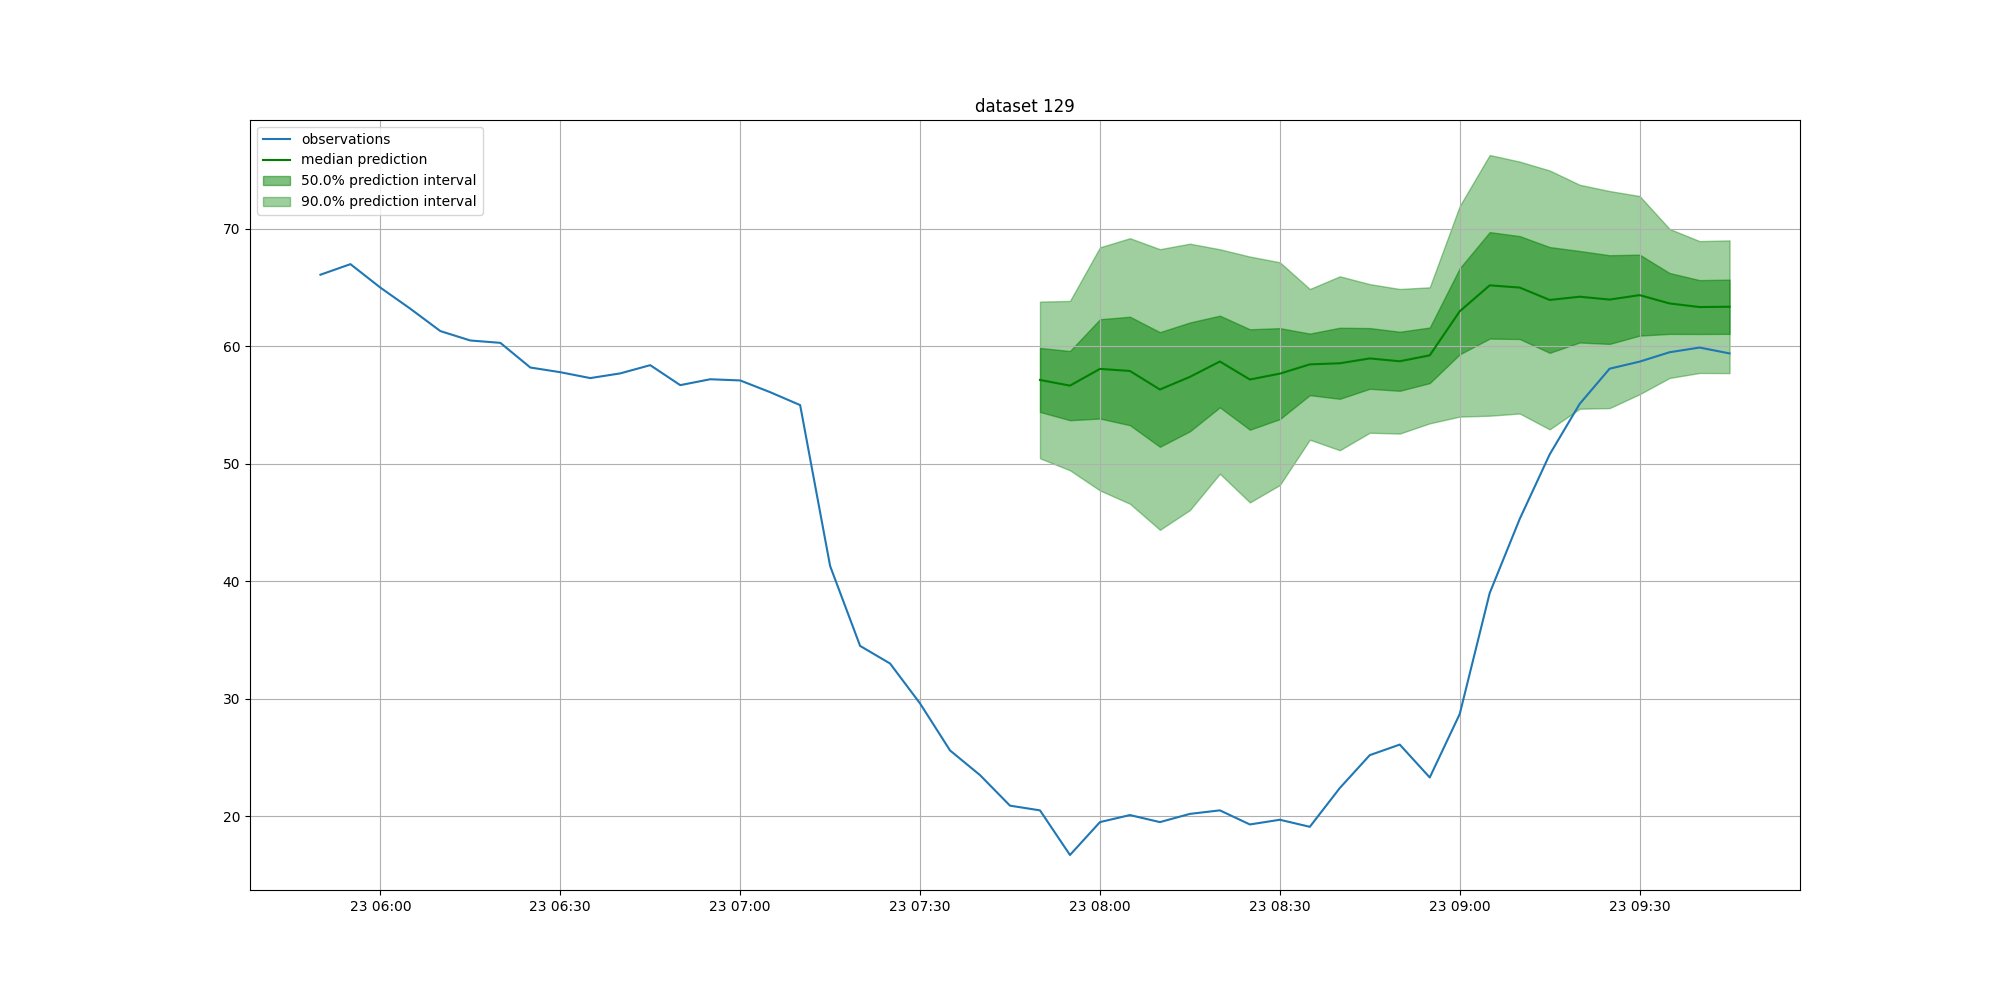 dataset 129
observations
median prediction
50.0% prediction interval
90.0% prediction interval
70
60
50
40
30
20
23 06:00 23 06:30 23 07:00 23 07:30 23 08:00 23 08:30 23 09:00 23 09:30